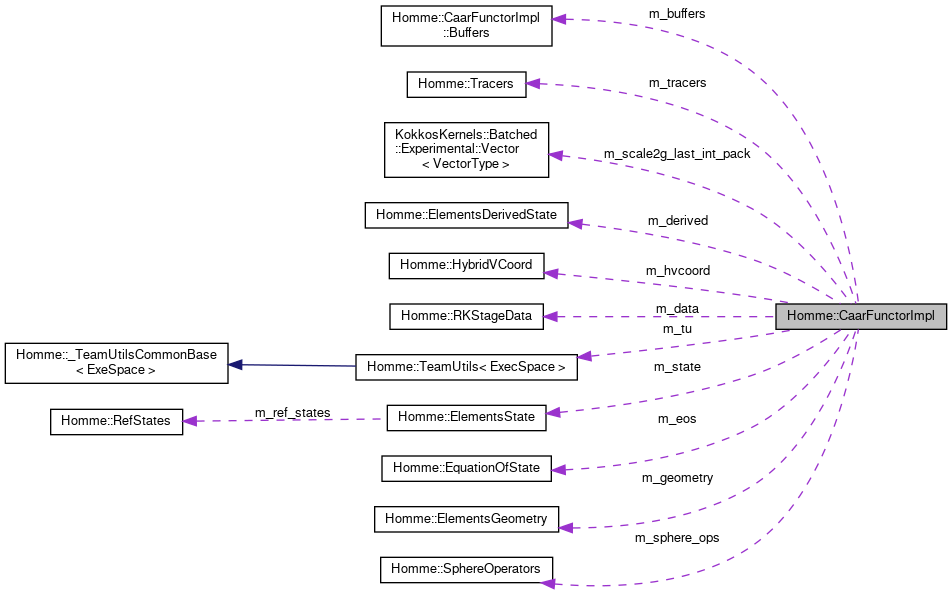 Homme::CaarFunctorImpl
::Buffers
m_buffers
Homme::Tracers
m_tracers
KokkosKernels::Batched
::Experimental::Vector
< VectorType >
m_scale2g_last_int_pack
Homme::ElementsDerivedState
m_derived
Homme::HybridVCoord
m_hvcoord
Homme::RKStageData
m_data
Homme::CaarFunctorImpl
m_tu
Homme::_TeamUtilsCommonBase
< ExeSpace >
Homme::TeamUtils< ExecSpace >
m_state
Homme::RefStates
m_ref_states
Homme::ElementsState
m_eos
Homme::EquationOfState
m_geometry
Homme::ElementsGeometry
m_sphere_ops
Homme::SphereOperators